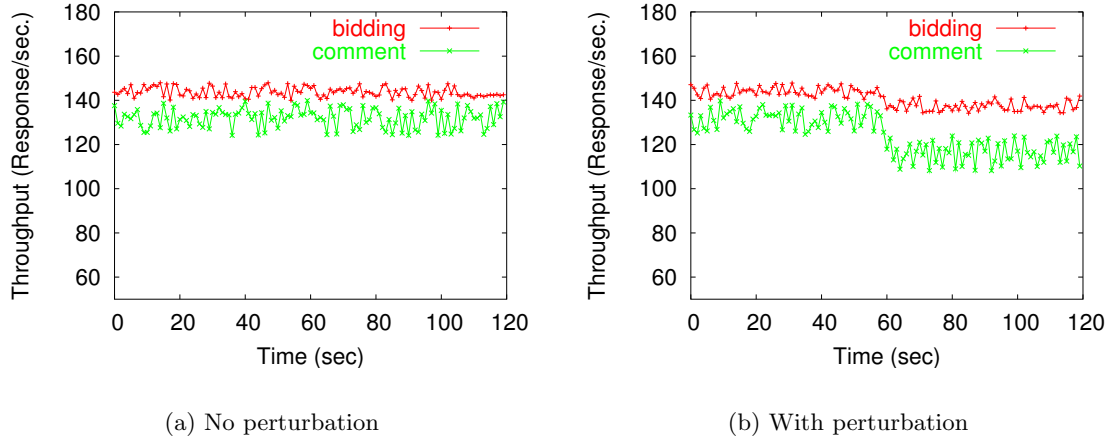 180
160
140
120
100
80
60
Throughput (Response/sec.)
bidding
comment
0 20 40 60 80 100 120
Time (sec)
(a) No perturbation
180
160
140
120
100
80
60
Throughput (Response/sec.)
bidding
comment
0 20 40 60 80 100 120
Time (sec)
(b) With perturbation